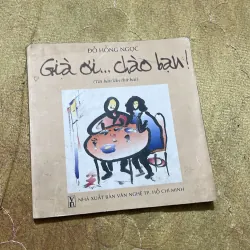 ĐỖ HỒNG NGỌC
Già ơi... chào bạn!
(Tái bản lần thứ hai)
NHÀ XUẤT BẢN VĂN NGHỆ TP. HỒ CHÍ MINH